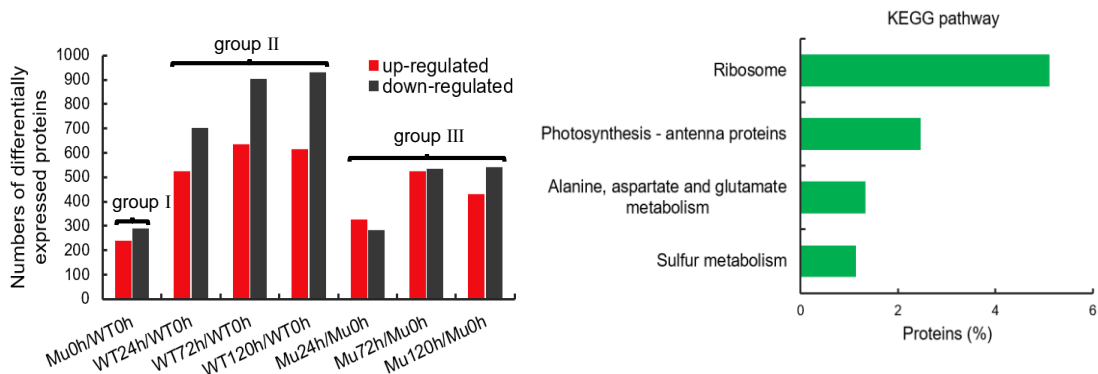 group II
1000
900
800
700
600
500
400
300
200
100
0
Numbers of differentially
expressed proteins
up-regulated
down-regulated
group III
group I
Mu0h/WT0h
WT24h/WT0h
WT72h/WT0h
WT120h/WT0h
Mu24h/Mu0h
Mu72h/Mu0h
Mu120h/Mu0h
KEGG pathway
Ribosome
Photosynthesis - antenna proteins
Alanine, aspartate and glutamate
metabolism
Sulfur metabolism
0 2 4 6
Proteins (%)